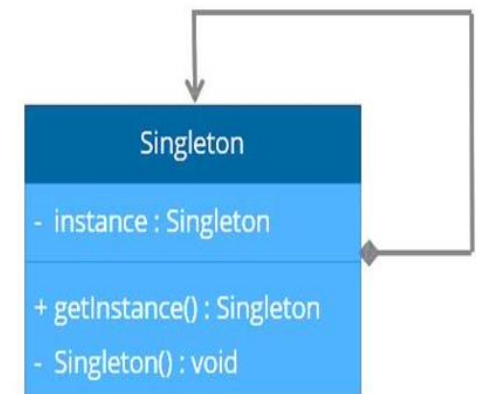 Singleton
- instance : Singleton
+ getInstance() : Singleton
- Singleton() : void